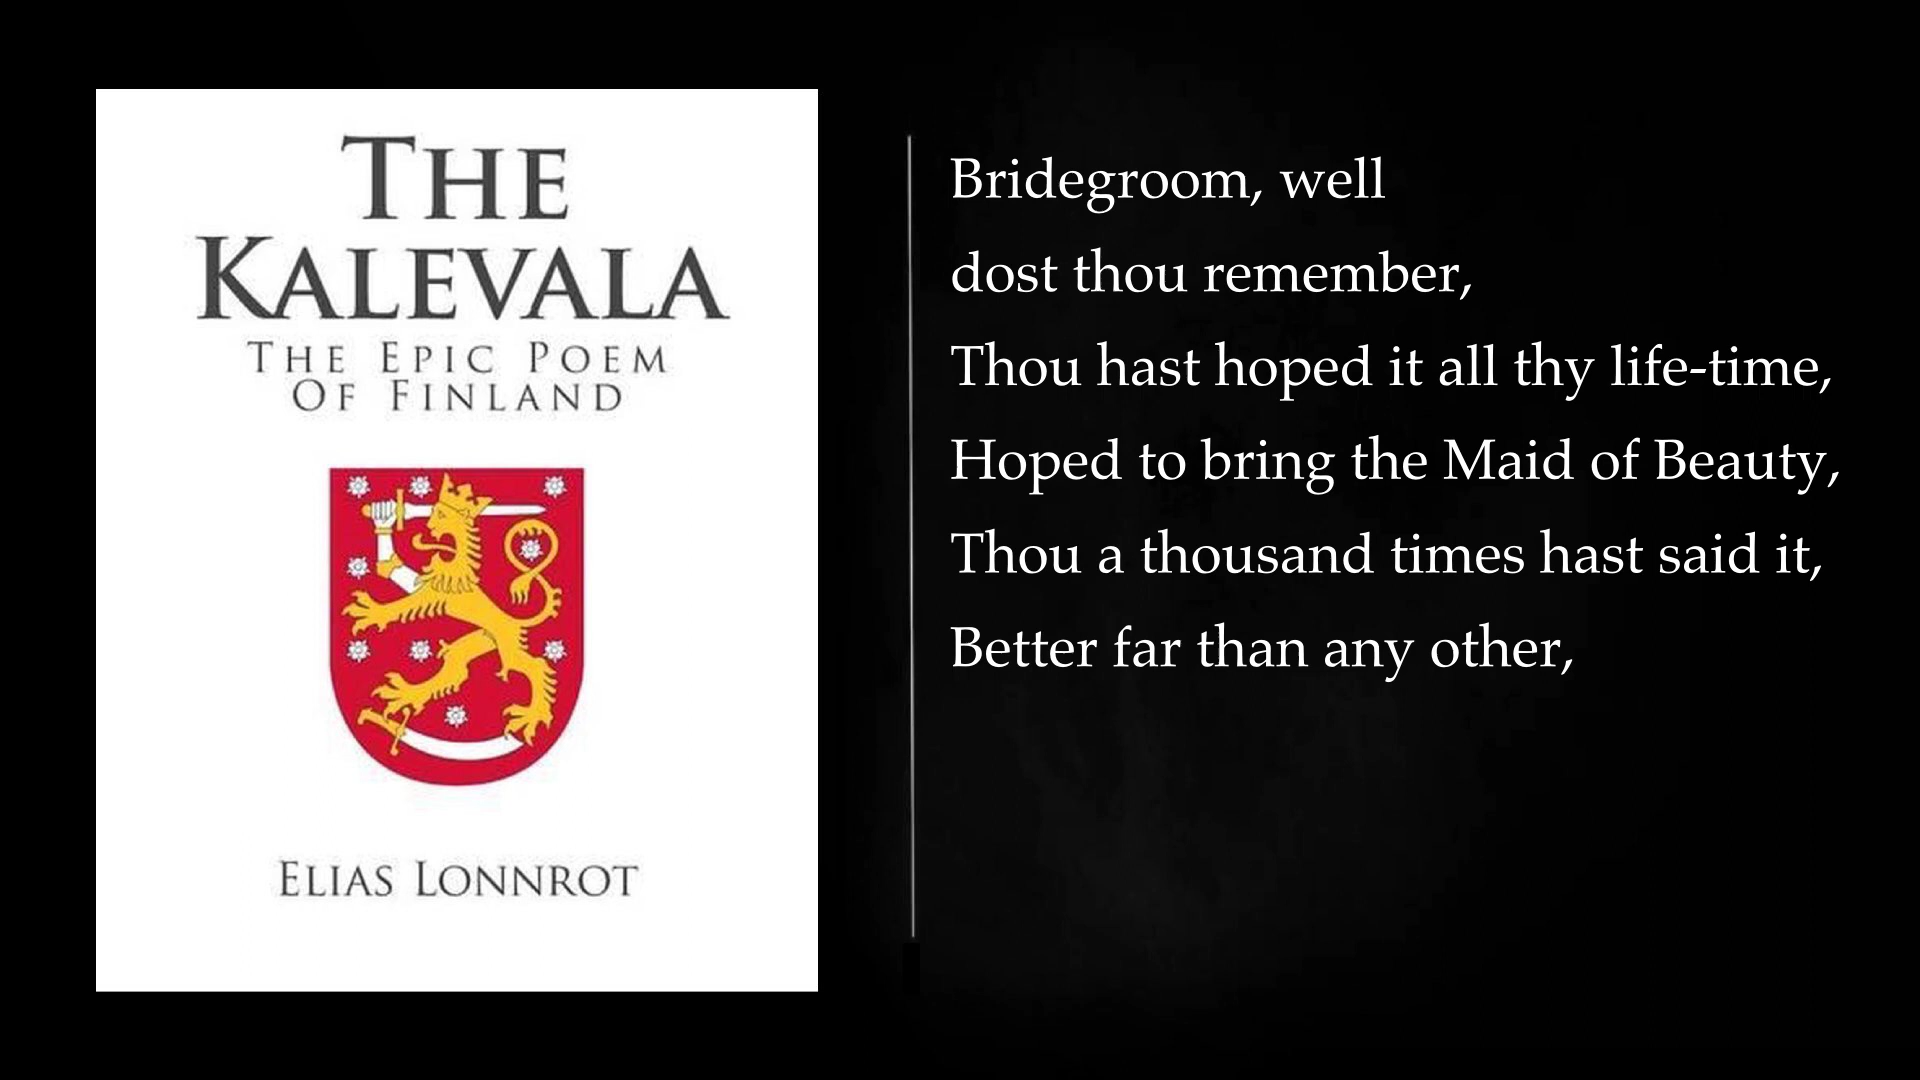 THE
KALEVALA
THE EPIC POEM
OF FINLAND
ELIAS LONNROT
Bridegroom, well
dost thou remember,
Thou hast hoped it all thy life-time,
Hoped to bring the Maid of Beauty,
Thou a thousand times hast said it,
Better far than any other,